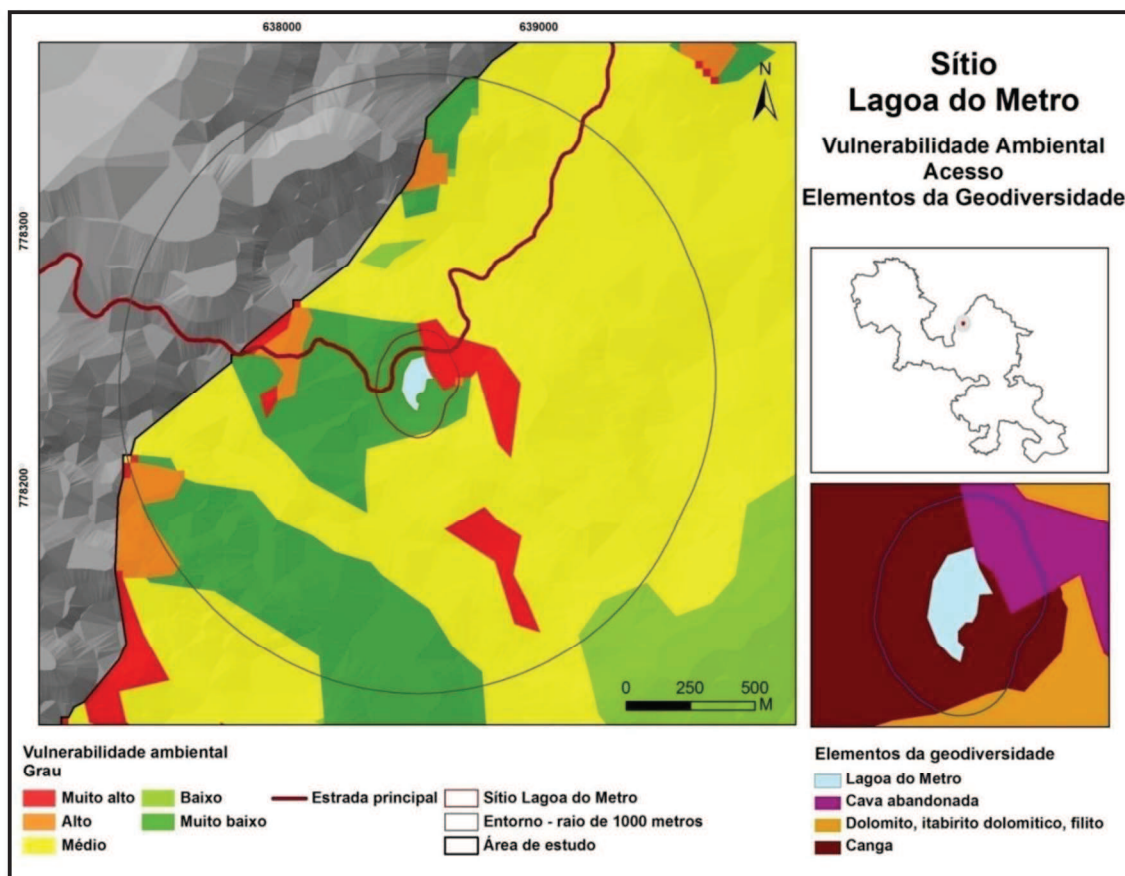 638000
639000
778300
778200
N
0
250
500
M
Sítio
Lagoa do Metro
Vulnerabilidade Ambiental
Acesso
Elementos da Geodiversidade
Vulnerabilidade ambiental
Grau
Muito alto
Alto
Médio
Baixo
Muito baixo
Estrada principal
Sítio Lagoa do Metro
Entorno - raio de 1000 metros
Área de estudo
Elementos da geodiversidade
Lagoa do Metro
Cava abandonada
Dolomito, itabirito dolomitico, filito
Canga